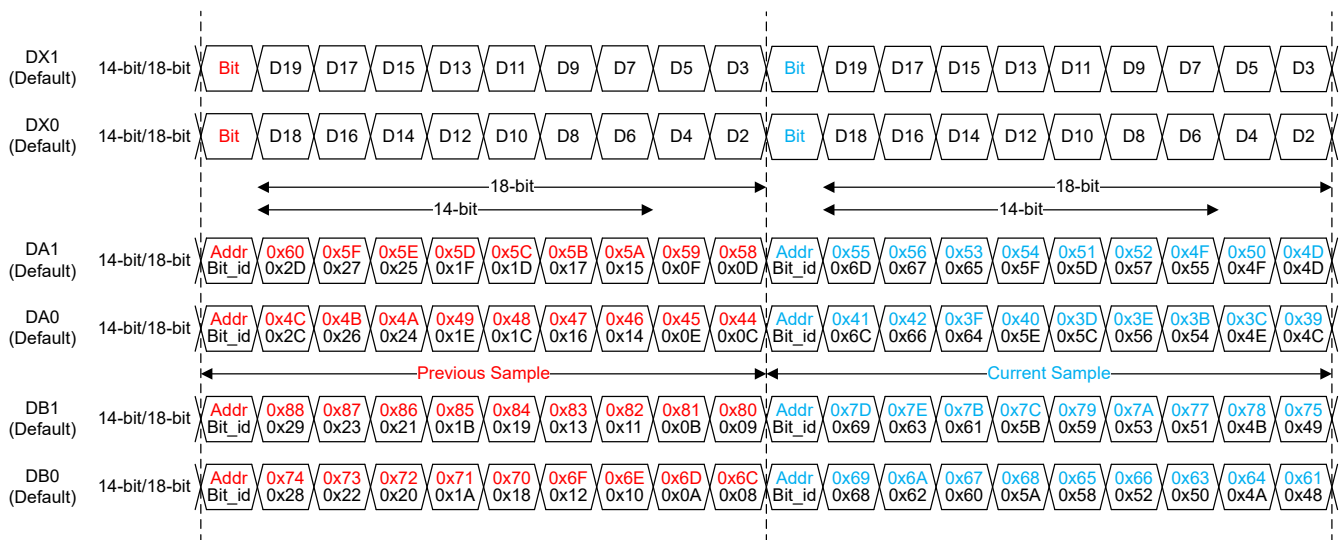 DX1
(Default)
14-bit/18-bit
Bit D19 D17 D15 D13 D11 D9 D7 D5 D3 Bit D19 D17 D15 D13 D11 D9 D7 D5 D3
DX0
(Default)
14-bit/18-bit
Bit D18 D16 D14 D12 D10 D8 D6 D4 D2 Bit D18 D16 D14 D12 D10 D8 D6 D4 D2
18-bit 18-bit
14-bit 14-bit
DA1
(Default)
14-bit/18-bit
Addr 0x60 0x5F 0x5E 0x5D 0x5C 0x5B 0x5A 0x59 0x58 Addr 0x55 0x56 0x53 0x54 0x51 0x52 0x4F 0x50 0x4D
Bit_id 0x2D 0x27 0x25 0x1F 0x1D 0x17 0x15 0x0F 0x0D Bit_id 0x6D 0x67 0x65 0x5F 0x5D 0x57 0x55 0x4F 0x4D
DA0
(Default)
14-bit/18-bit
Addr 0x4C 0x4B 0x4A 0x49 0x48 0x47 0x46 0x45 0x44 Addr 0x41 0x42 0x3F 0x40 0x3D 0x3E 0x3B 0x3C 0x39
Bit_id 0x2C 0x26 0x24 0x1E 0x1C 0x16 0x14 0x0E 0x0C Bit_id 0x6C 0x66 0x64 0x5E 0x5C 0x56 0x54 0x4E 0x4C
Previous Sample Current Sample
DB1
(Default)
14-bit/18-bit
Addr 0x88 0x87 0x86 0x85 0x84 0x83 0x82 0x81 0x80 Addr 0x7D 0x7E 0x7B 0x7C 0x79 0x7A 0x77 0x78 0x75
Bit_id 0x29 0x23 0x21 0x1B 0x19 0x13 0x11 0x0B 0x09 Bit_id 0x69 0x63 0x61 0x5B 0x59 0x53 0x51 0x4B 0x49
DB0
(Default)
14-bit/18-bit
Addr 0x74 0x73 0x72 0x71 0x70 0x6F 0x6E 0x6D 0x6C Addr 0x69 0x6A 0x67 0x68 0x65 0x66 0x63 0x64 0x61
Bit_id 0x28 0x22 0x20 0x1A 0x18 0x12 0x10 0x0A 0x08 Bit_id 0x68 0x62 0x60 0x5A 0x58 0x52 0x50 0x4A 0x48